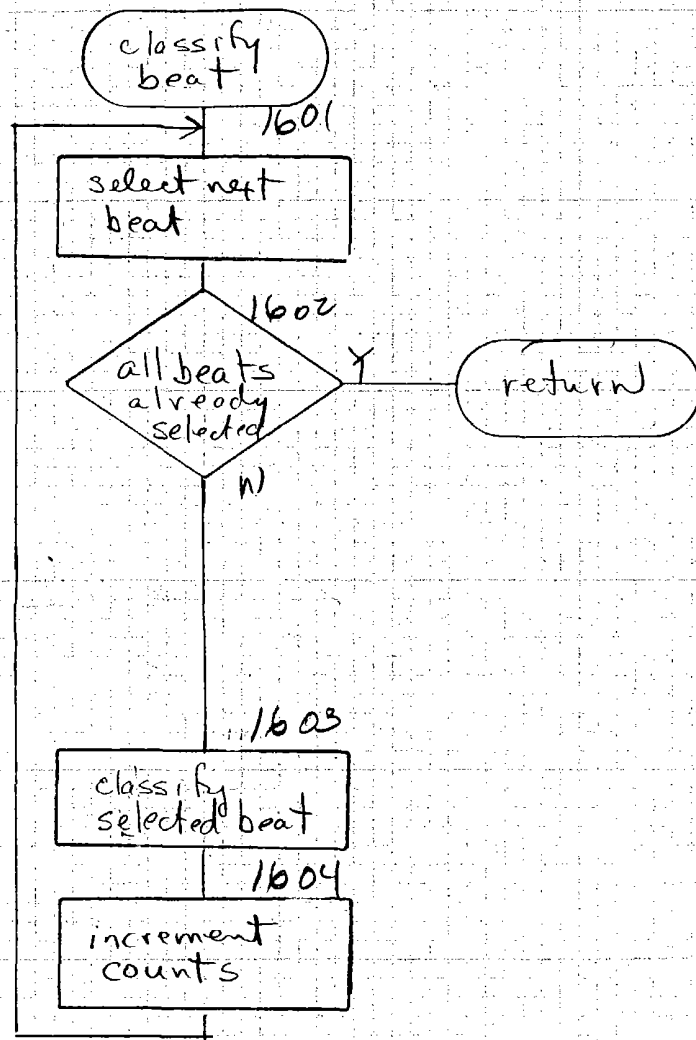 classify
beat
1601
select next
beat
1602
all beats
already
selected
Y
return
N
1603
classify
selected beat
1604
increment
counts